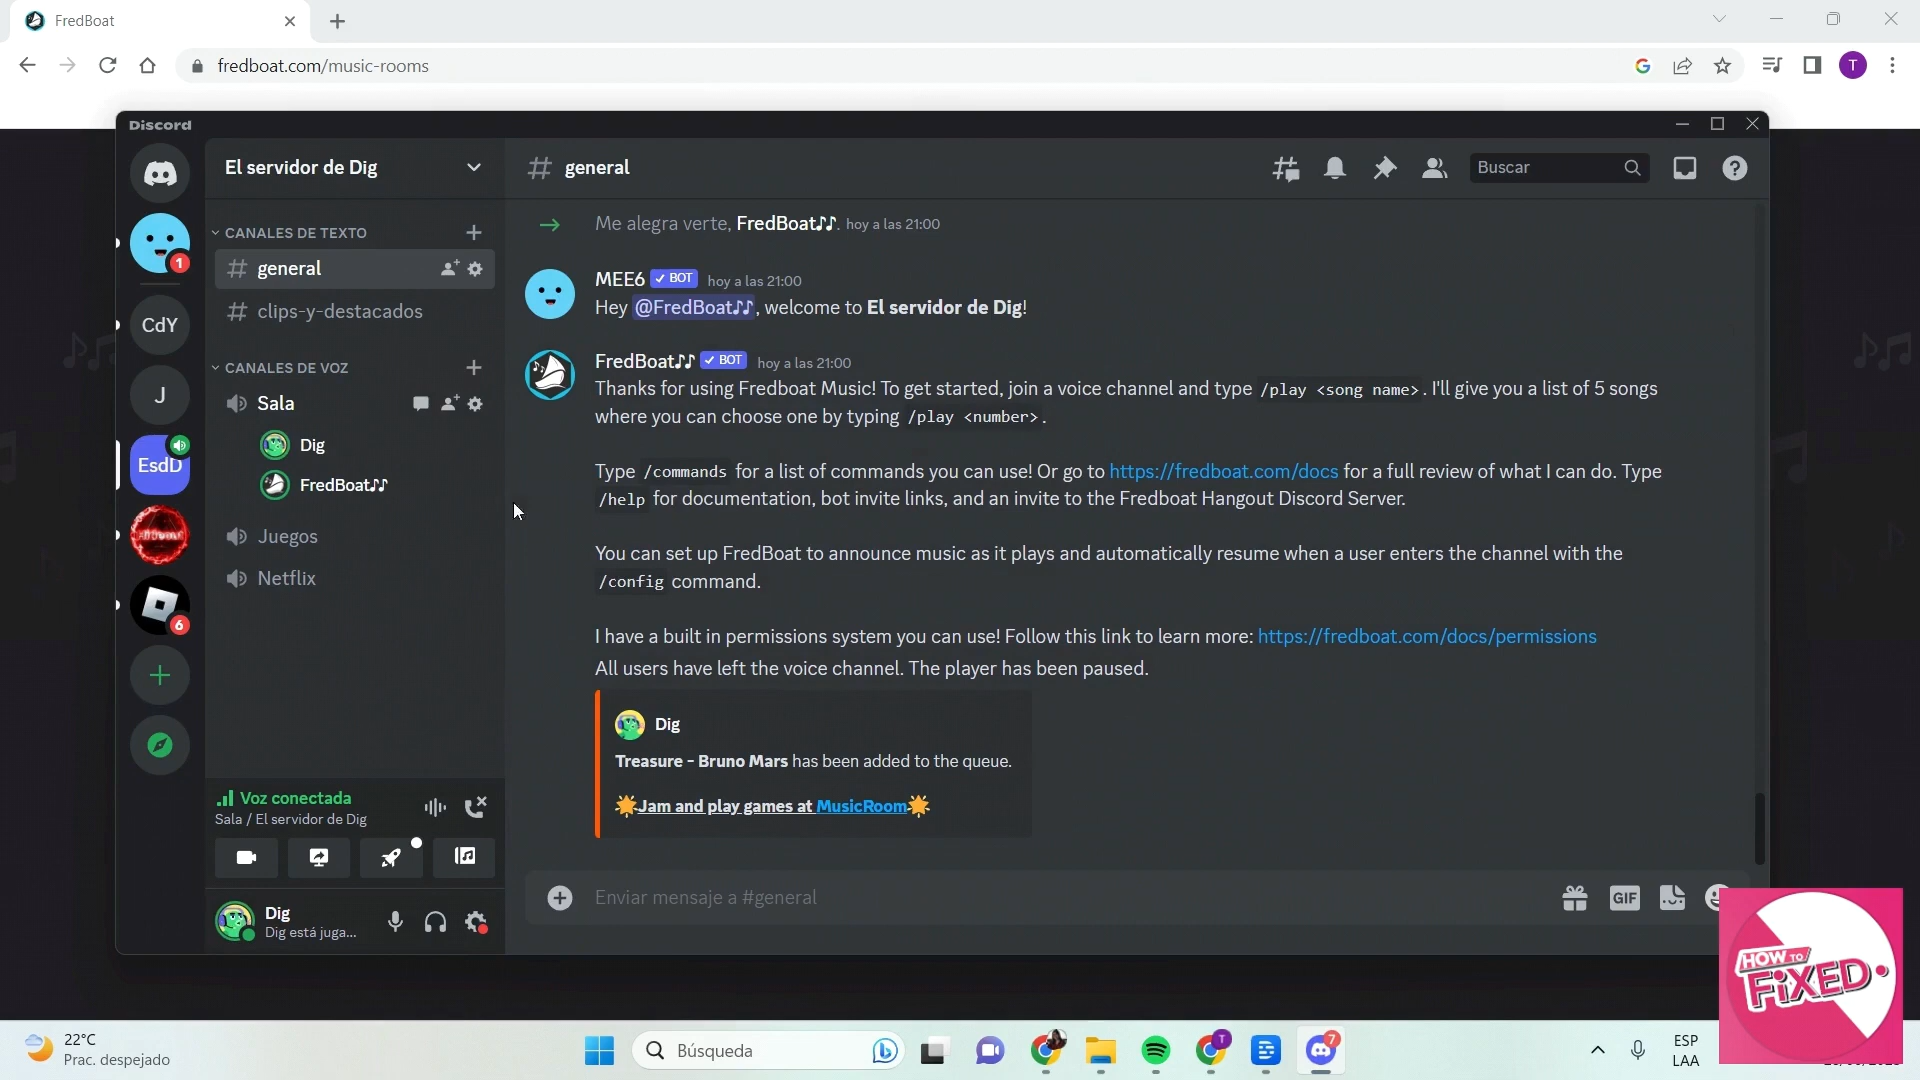 FredBoat
fredboat.com/music-rooms
T
Discord
El servidor de Dig
general
Buscar
CANALES DE TEXTO
general
clips-y-destacados
CANALES DE VOZ
Sala
Dig
FredBoat♪♪
Juegos
Netflix
1
CdY
J
EsdD
6
→ Me alegra verte, FredBoat♪♪. hoy a las 21:00
MEE6 ✓ BOT hoy a las 21:00
Hey @FredBoat♪♪, welcome to El servidor de Dig!
FredBoat♪♪ ✓ BOT hoy a las 21:00
Thanks for using Fredboat Music! To get started, join a voice channel and type /play <song name>. I'll give you a list of 5 songs
where you can choose one by typing /play <number>.
Type /commands for a list of commands you can use! Or go to https://fredboat.com/docs for a full review of what I can do. Type
/help for documentation, bot invite links, and an invite to the Fredboat Hangout Discord Server.
You can set up FredBoat to announce music as it plays and automatically resume when a user enters the channel with the
/config command.
I have a built in permissions system you can use! Follow this link to learn more: https://fredboat.com/docs/permissions
All users have left the voice channel. The player has been paused.
Dig
Treasure - Bruno Mars has been added to the queue.
🌟Jam and play games at MusicRoom🌟
Voz conectada
Sala / El servidor de Dig
Dig
Dig está juga...
Enviar mensaje a #general
GIF
HOW TO
FiXED
22°C
Prac. despejado
Búsqueda
T
7
ESP
LAA